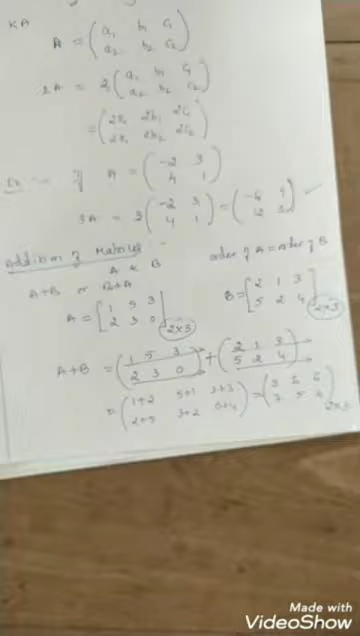 KA
A = (a₁ b₁ c₁
a₂ b₂ c₂)
2A = 2(a₁ b₁ c₁
a₂ b₂ c₂)
= (2a₁ 2b₁ 2c₁
2a₂ 2b₂ 2c₂)
Ex :- If A = (-2 3
4 1)
3A = 3(-2 3
4 1) = (-6 9
12 3)
Addition of Matrices :-
A & B order of A = order of B
A+B or B+A
A = [1 5 3
2 3 0] 2×3
B = [2 1 3
5 2 4] 2×3
A+B = (1 5 3
2 3 0) + (2 1 3
5 2 4)
= (1+2 5+1 3+3
2+5 3+2 0+4) = (3 6 6
7 5 4) 2×3
Made with
VideoShow